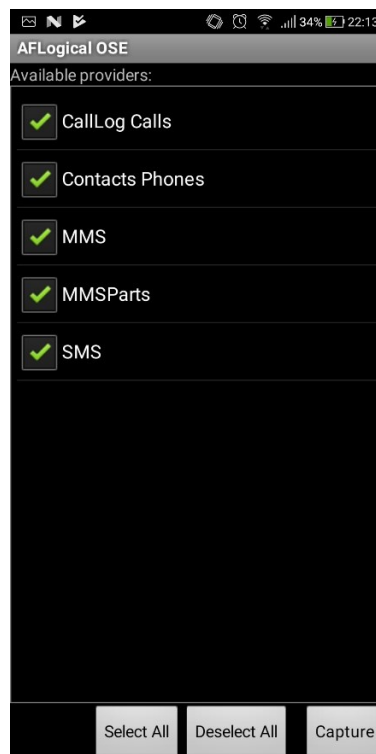 34% 22:13
AFLogical OSE
Available providers:
CallLog Calls
Contacts Phones
MMS
MMSParts
SMS
Select All Deselect All Capture